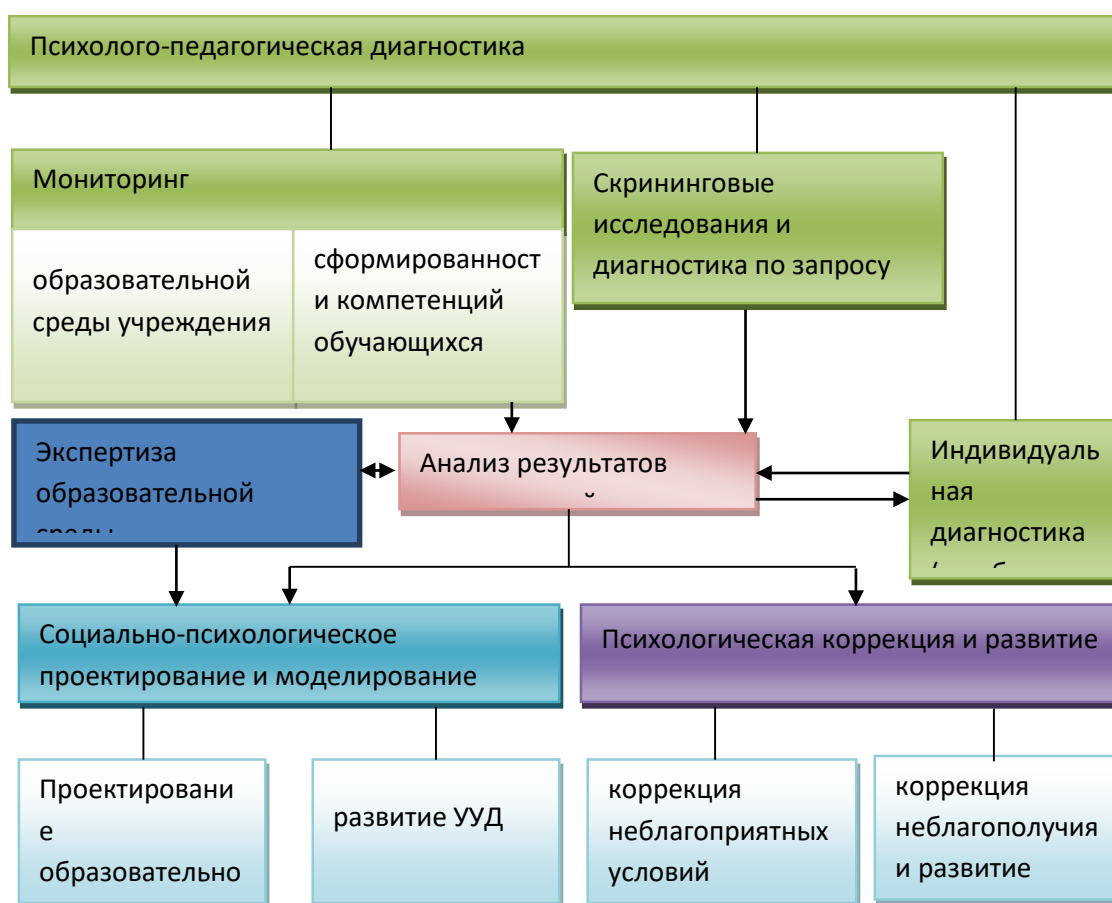 Психолого-педагогическая диагностика
Мониторинг
образовательной
среды учреждения
сформированност
и компетенций
обучающихся
Скрининговые
исследования и
диагностика по запросу
Экспертиза
образовательной
Анализ результатов
Индивидуаль
ная
диагностика
Социально-психологическое
проектирование и моделирование
Психологическая коррекция и развитие
Проектировани
е
образовательно
развитие УУД
коррекция
неблагоприятных
условий
коррекция
неблагополучия
и развитие